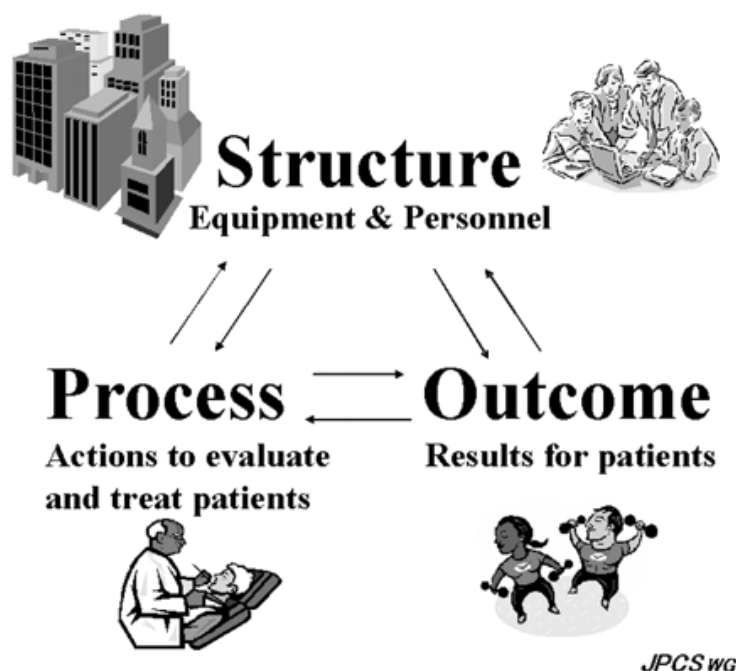 Structure
Equipment & Personnel
Process
Actions to evaluate
and treat patients
Outcome
Results for patients
JPCS WG